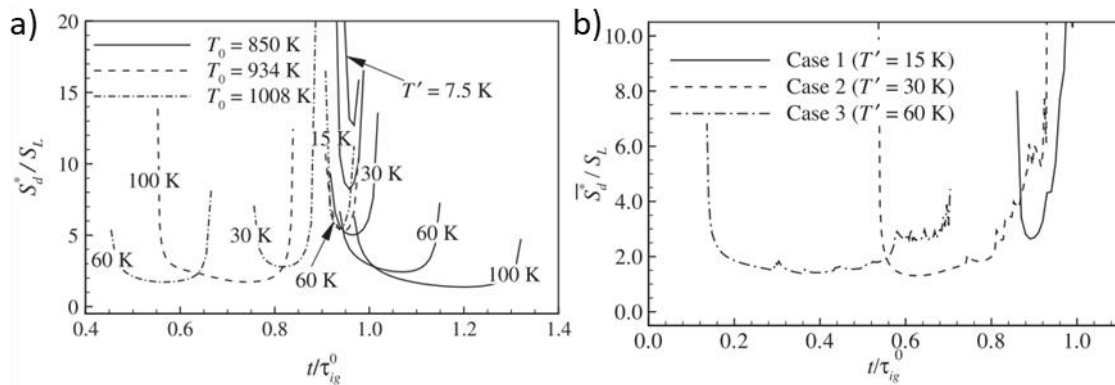 a)
20
15
10
5
0
S*d / SL
T0 = 850 K
T0 = 934 K
T0 = 1008 K
T′ = 7.5 K
15 K
30 K
100 K
30 K
60 K
60 K
60 K
100 K
0.4 0.6 0.8 1.0 1.2 1.4
t/τ⁰ig
b)
10.0
8.0
6.0
4.0
2.0
0.0
S̅*d / SL
Case 1 (T′ = 15 K)
Case 2 (T′ = 30 K)
Case 3 (T′ = 60 K)
0.0 0.2 0.4 0.6 0.8 1.0
t/τig⁰